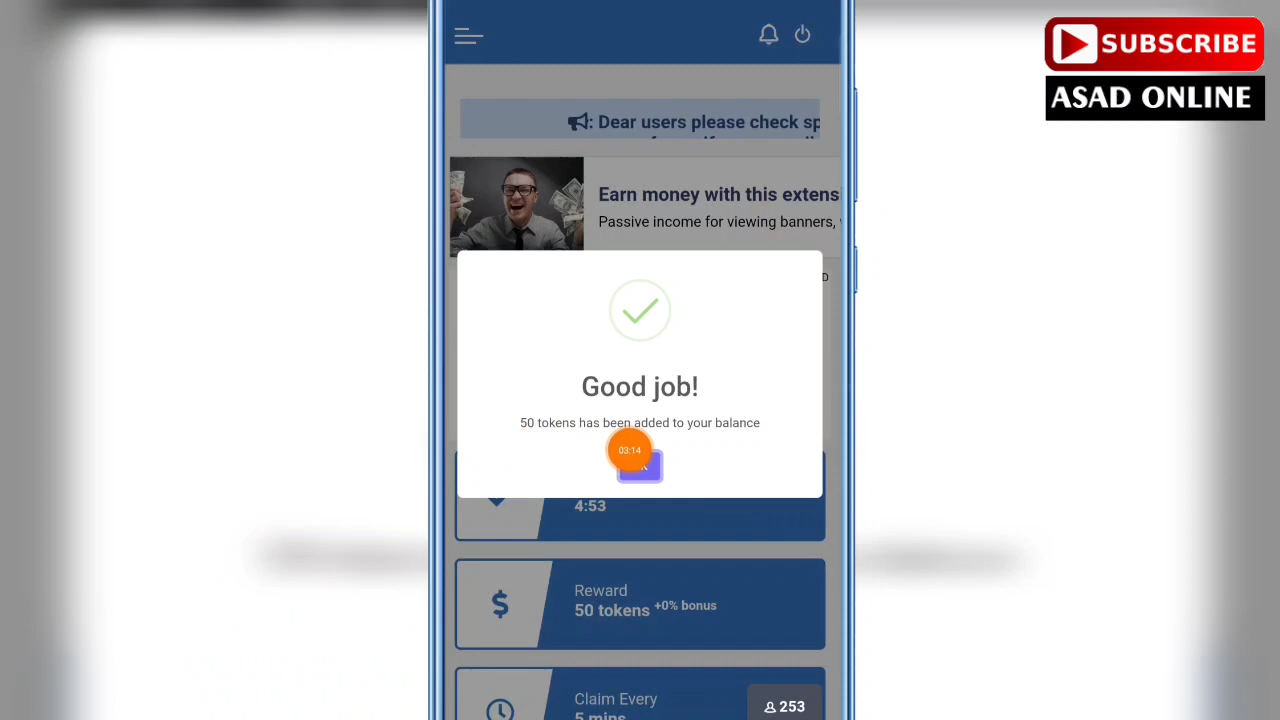 SUBSCRIBE
ASAD ONLINE
: Dear users please check sp
Earn money with this extens
Passive income for viewing banners,
Good job!
50 tokens has been added to your balance
03:14
4:53
Reward
50 tokens +0% bonus
Claim Every
5 mins
253